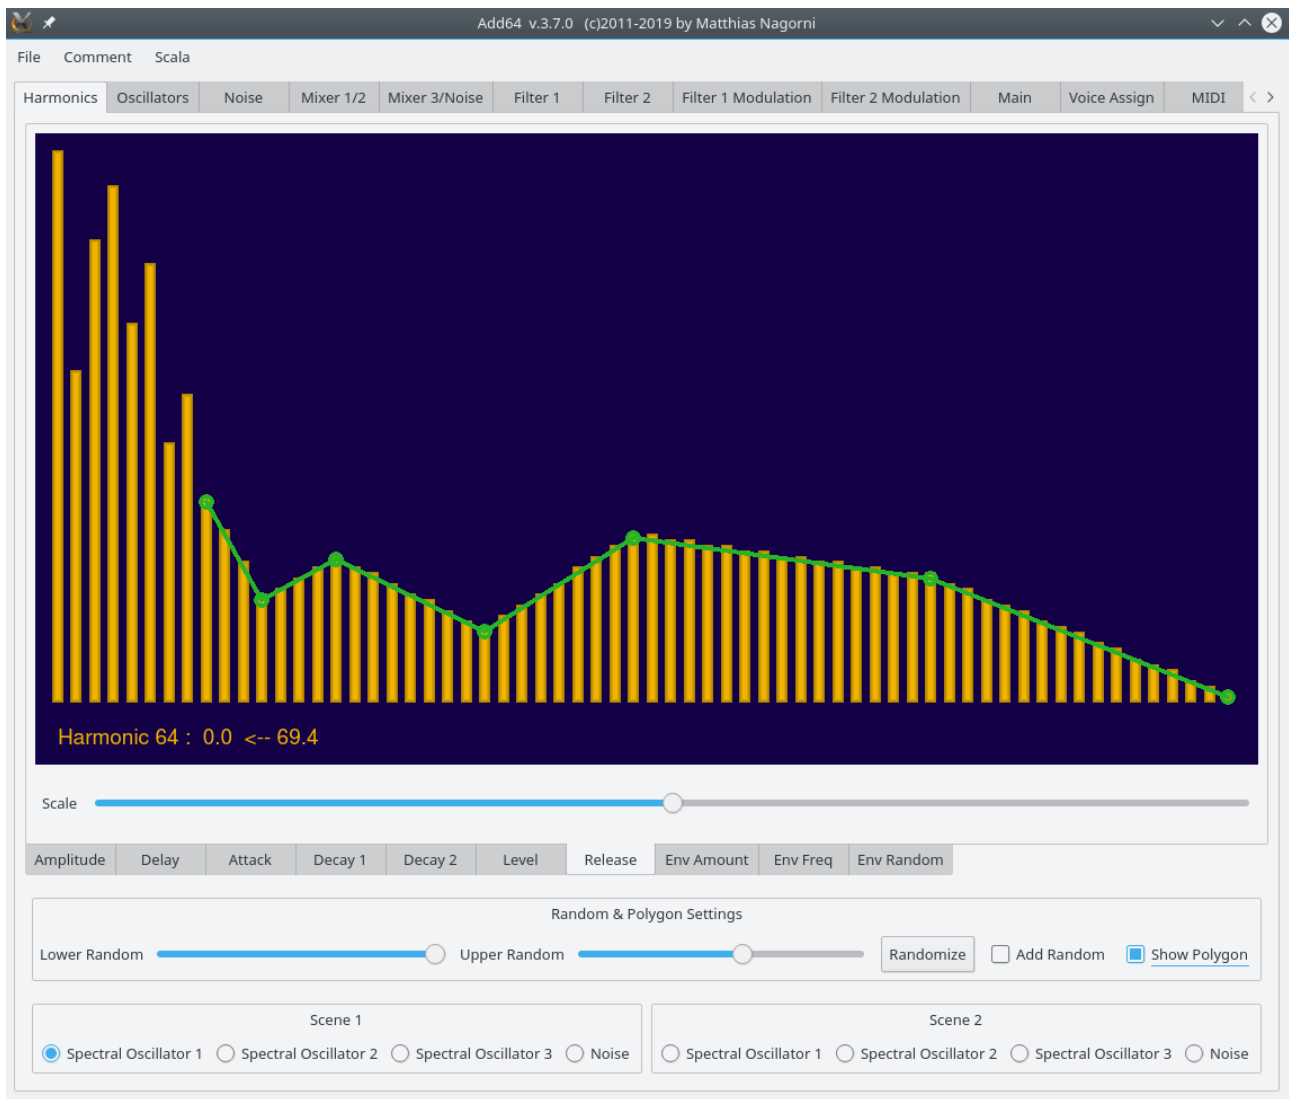 Add64 v.3.7.0 (c)2011-2019 by Matthias Nagorni
File Comment Scala
Harmonics Oscillators Noise Mixer 1/2 Mixer 3/Noise Filter 1 Filter 2 Filter 1 Modulation Filter 2 Modulation Main Voice Assign MIDI
Harmonic 64 : 0.0 <-- 69.4
Scale
Amplitude Delay Attack Decay 1 Decay 2 Level Release Env Amount Env Freq Env Random
Random & Polygon Settings
Lower Random Upper Random Randomize Add Random Show Polygon
Scene 1 Scene 2
Spectral Oscillator 1 Spectral Oscillator 2 Spectral Oscillator 3 Noise Spectral Oscillator 1 Spectral Oscillator 2 Spectral Oscillator 3 Noise